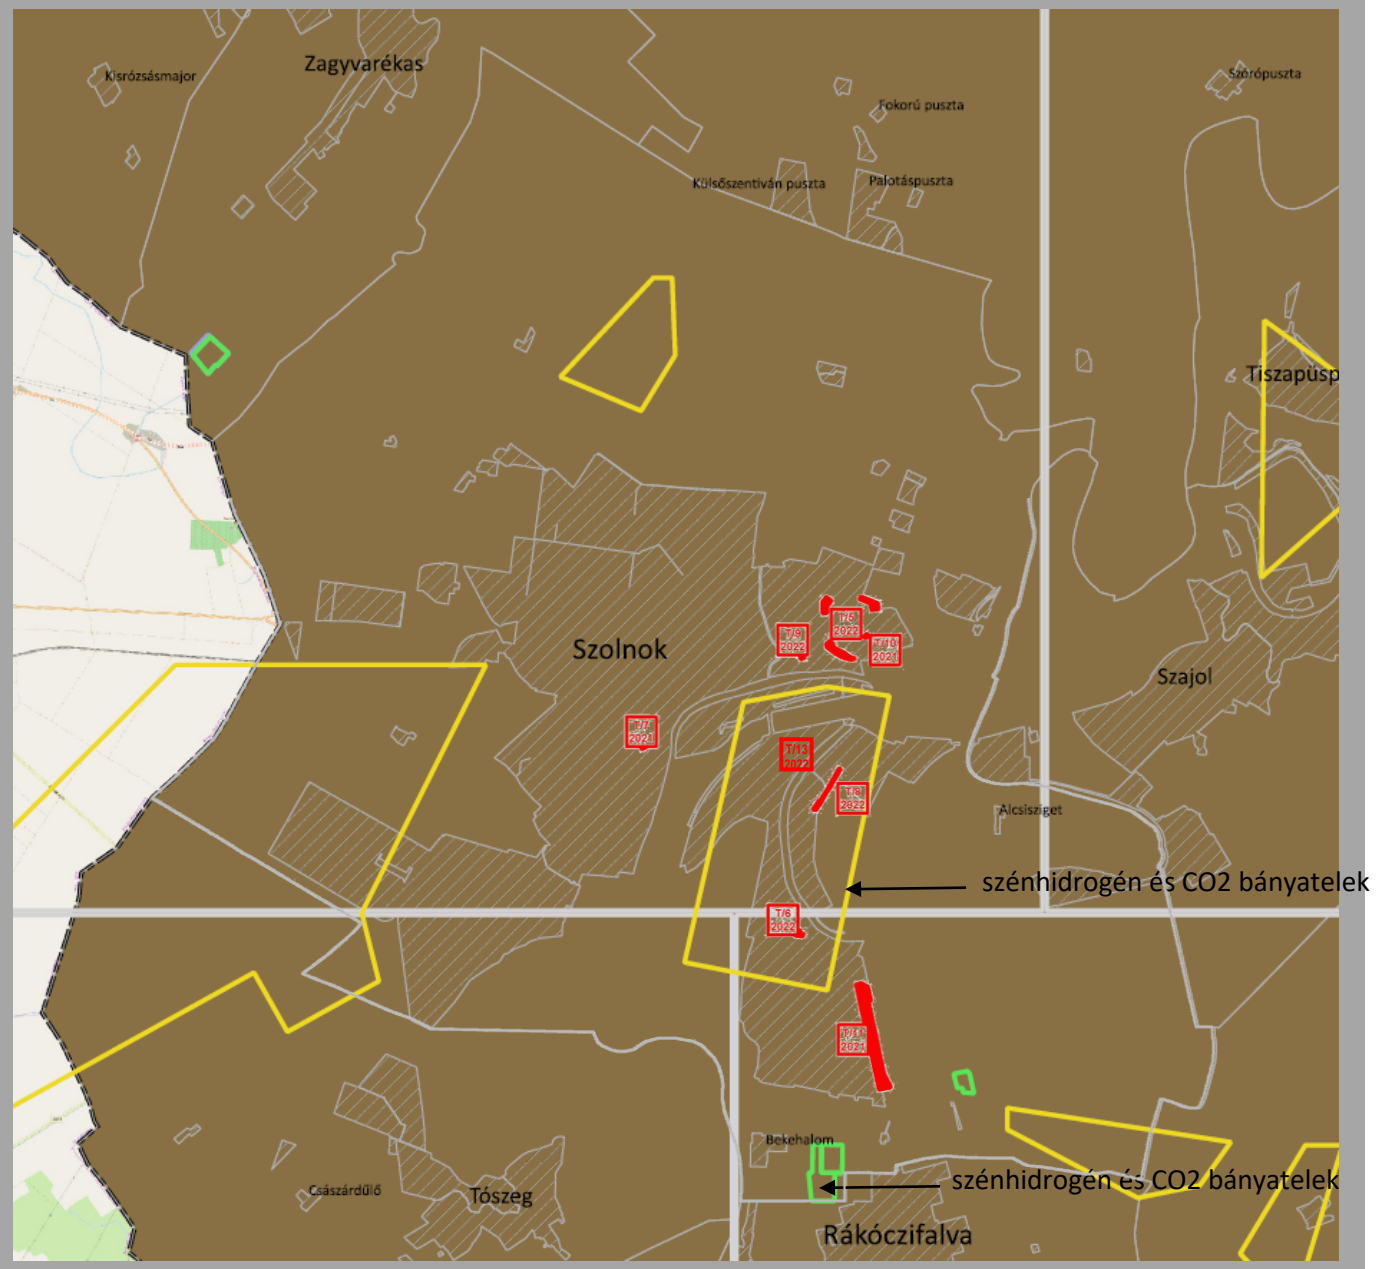 Zagyvarékas
Kisrózsásmajor
Szórópuszta
Fokorú puszta
Külsőszentiván puszta
Palotáspuszta
Tiszapüsp
T/5
2022
T/9
2022
T/10
2021
Szolnok
Szajol
T/7
2021
T/13
2022
T/8
2022
Alcsisziget
szénhidrogén és CO2 bányatelek
T/6
2022
2021
Bekehalom
szénhidrogén és CO2 bányatelek
Császárdűlő
Tószeg
Rákóczifalva